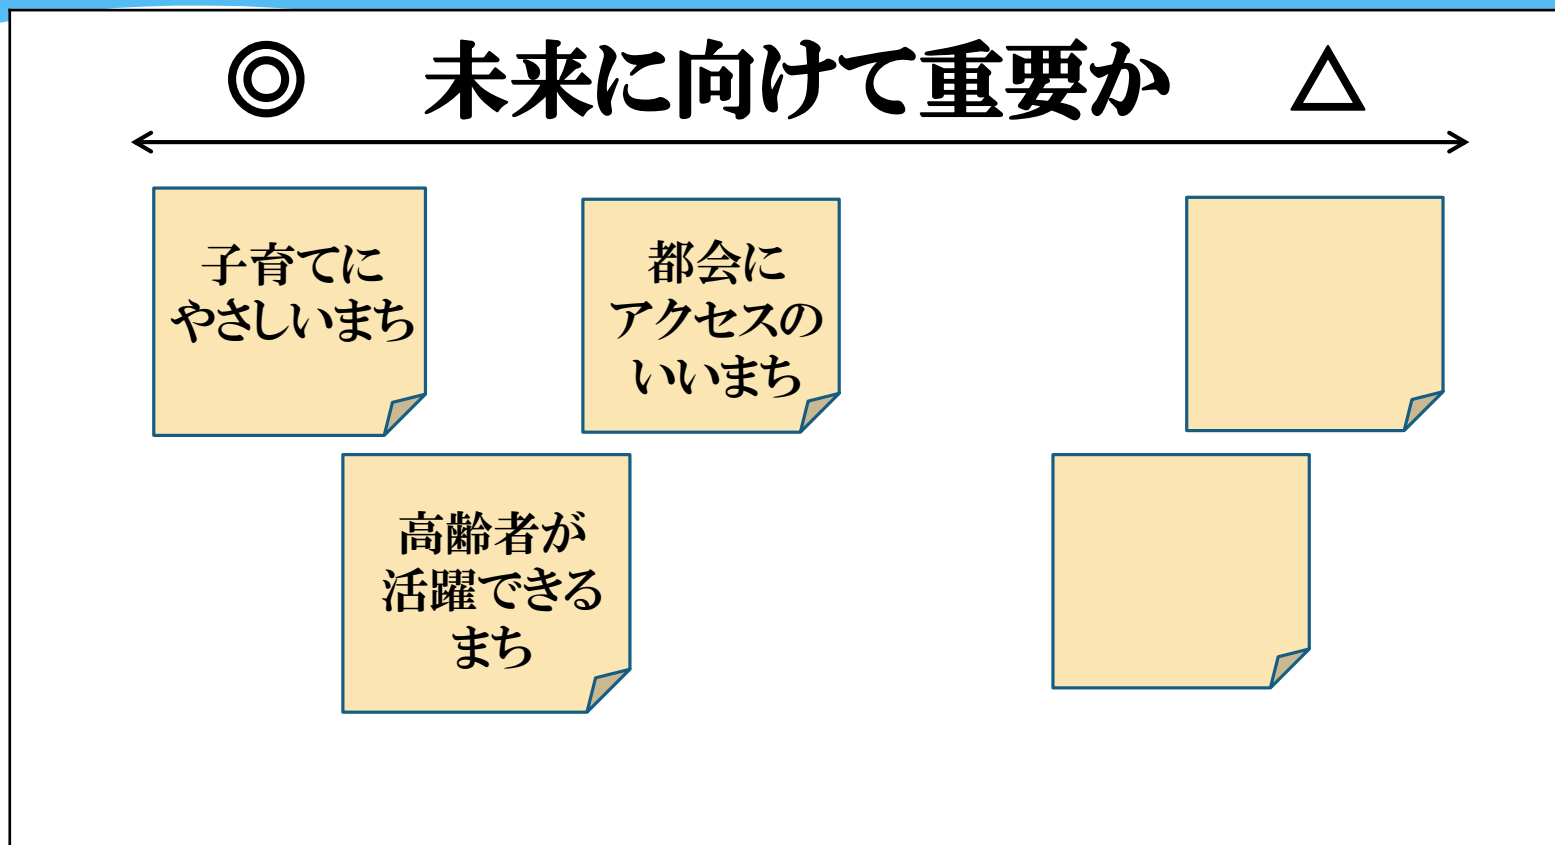 ◎ 未来に向けて重要か △
子育てに
やさしいまち
都会に
アクセスの
いいまち
高齢者が
活躍できる
まち